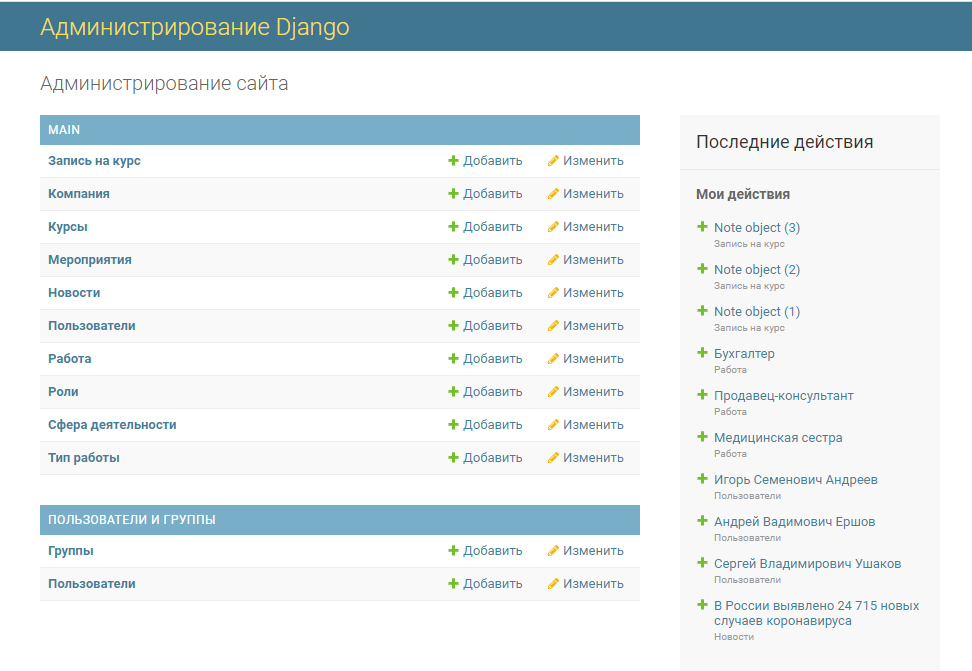 Администрирование Django
Администрирование сайта
MAIN
Запись на курс Добавить Изменить
Компания Добавить Изменить
Курсы Добавить Изменить
Мероприятия Добавить Изменить
Новости Добавить Изменить
Пользователи Добавить Изменить
Работа Добавить Изменить
Роли Добавить Изменить
Сфера деятельности Добавить Изменить
Тип работы Добавить Изменить
ПОЛЬЗОВАТЕЛИ И ГРУППЫ
Группы Добавить Изменить
Пользователи Добавить Изменить
Последние действия
Мои действия
Note object (3)
Запись на курс
Note object (2)
Запись на курс
Note object (1)
Запись на курс
Бухгалтер
Работа
Продавец-консультант
Работа
Медицинская сестра
Работа
Игорь Семенович Андреев
Пользователи
Андрей Вадимович Ершов
Пользователи
Сергей Владимирович Ушаков
Пользователи
В России выявлено 24 715 новых
случаев коронавируса
Новости